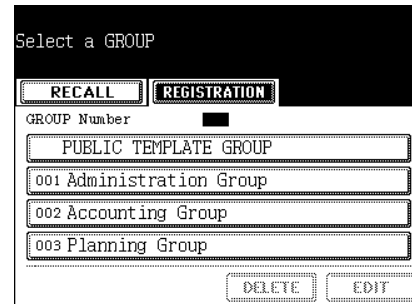 Select a GROUP
RECALL REGISTRATION
GROUP Number
PUBLIC TEMPLATE GROUP
001 Administration Group
002 Accounting Group
003 Planning Group
DELETE EDIT